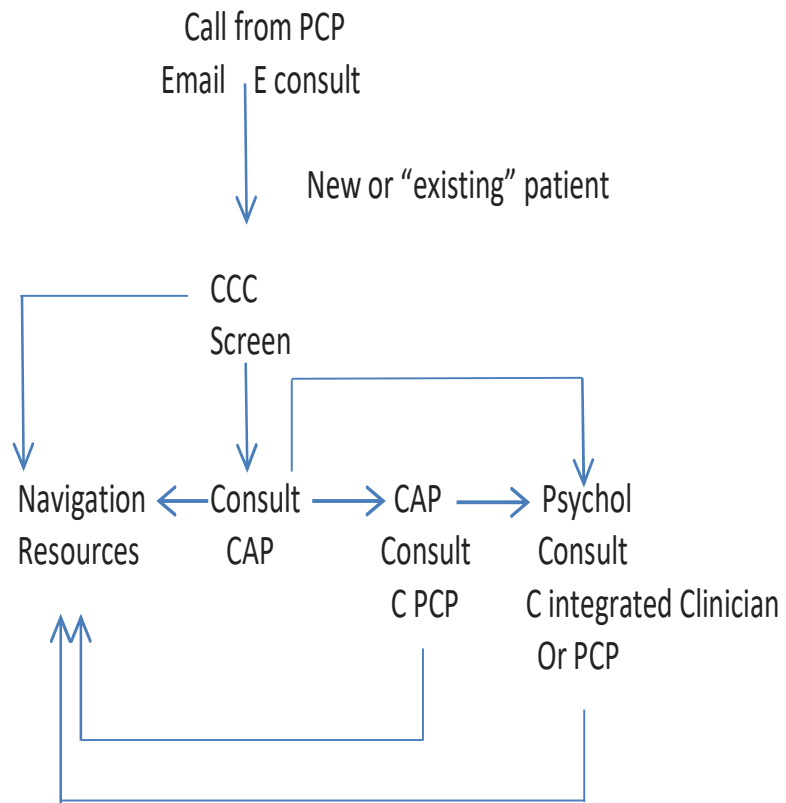 Call from PCP
Email E consult
New or “existing” patient
CCC
Screen
Navigation
Resources
Consult
CAP
CAP
Consult
C PCP
Psychol
Consult
C integrated Clinician
Or PCP